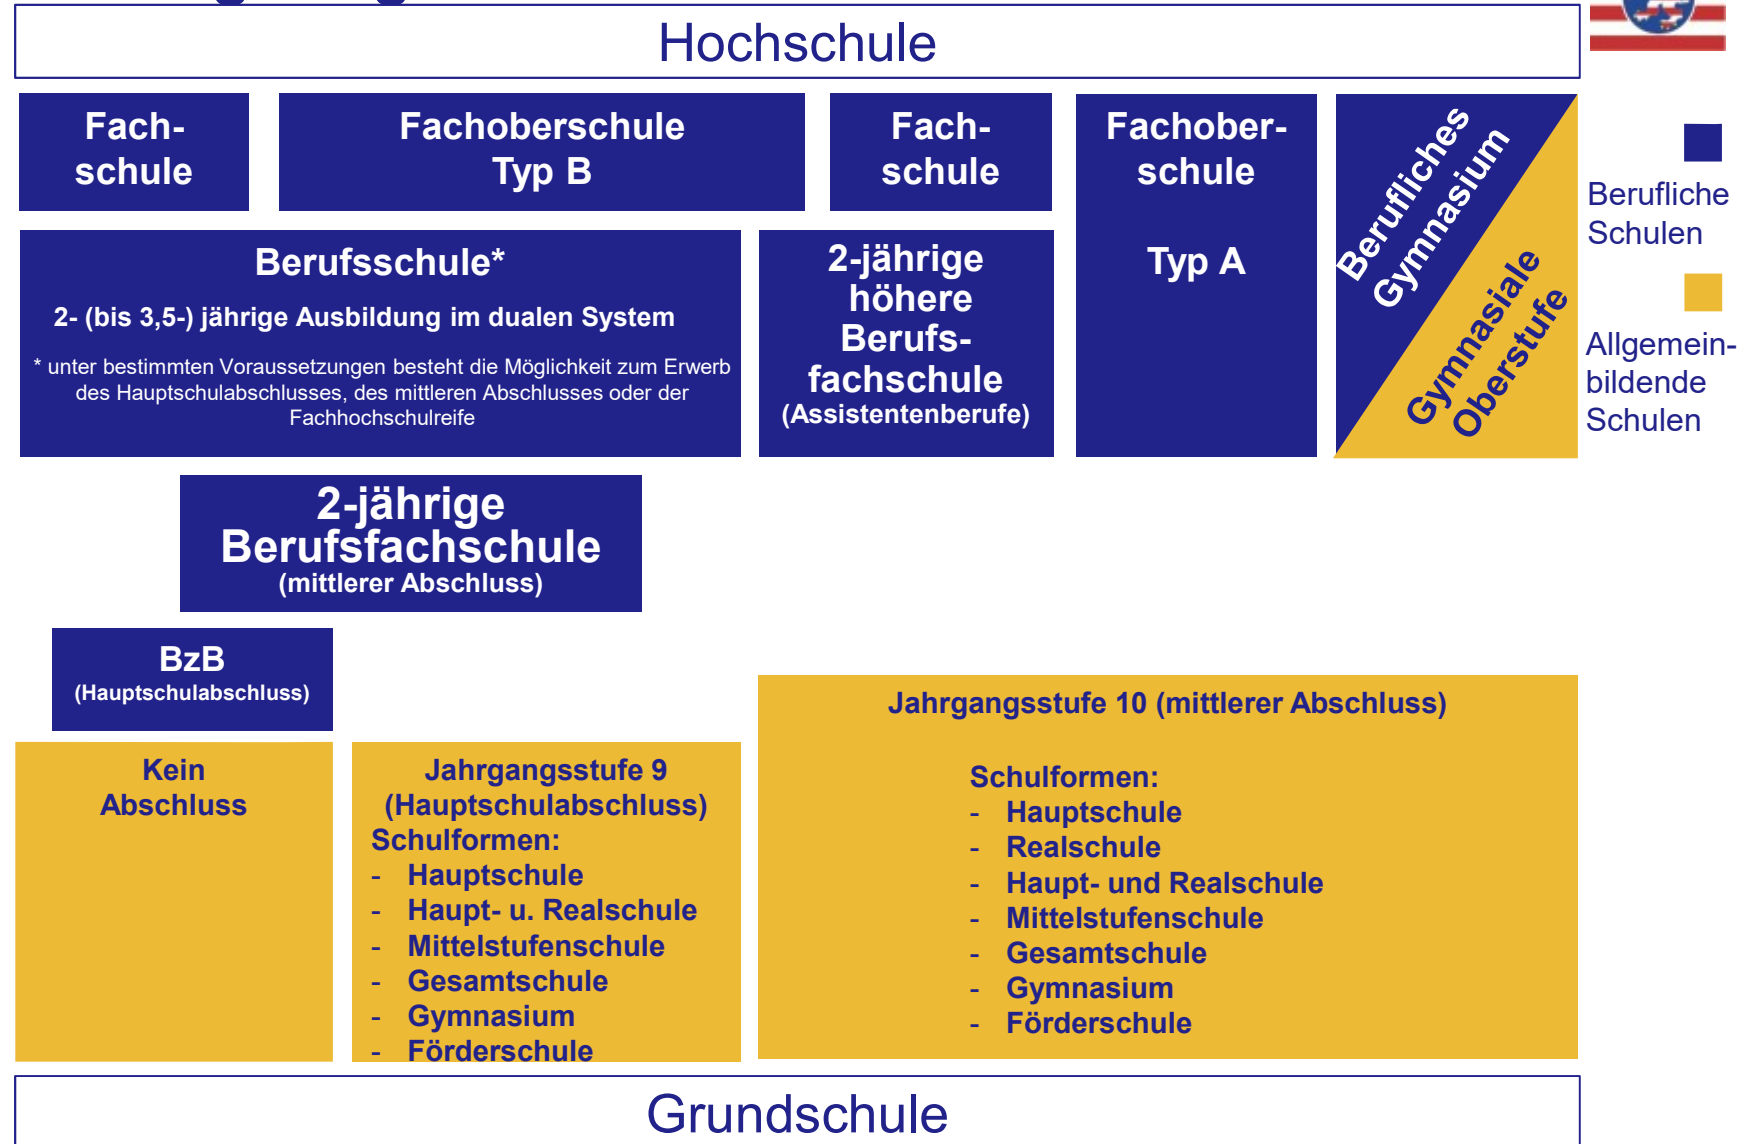 Hochschule
Fach-
schule
Fachoberschule
Typ B
Fach-
schule
Fachober-
schule
Typ A
Berufliches
Gymnasium
Gymnasiale
Oberstufe
Berufliche
Schulen
Allgemein-
bildende
Schulen
Berufsschule*
2- (bis 3,5-) jährige Ausbildung im dualen System
* unter bestimmten Voraussetzungen besteht die Möglichkeit zum Erwerb
des Hauptschulabschlusses, des mittleren Abschlusses oder der
Fachhochschulreife
2-jährige
höhere
Berufs-
fachschule
(Assistentenberufe)
2-jährige
Berufsfachschule
(mittlerer Abschluss)
BzB
(Hauptschulabschluss)
Kein
Abschluss
Jahrgangsstufe 9
(Hauptschulabschluss)
Schulformen:
- Hauptschule
- Haupt- u. Realschule
- Mittelstufenschule
- Gesamtschule
- Gymnasium
- Förderschule
Jahrgangsstufe 10 (mittlerer Abschluss)
Schulformen:
- Hauptschule
- Realschule
- Haupt- und Realschule
- Mittelstufenschule
- Gesamtschule
- Gymnasium
- Förderschule
Grundschule